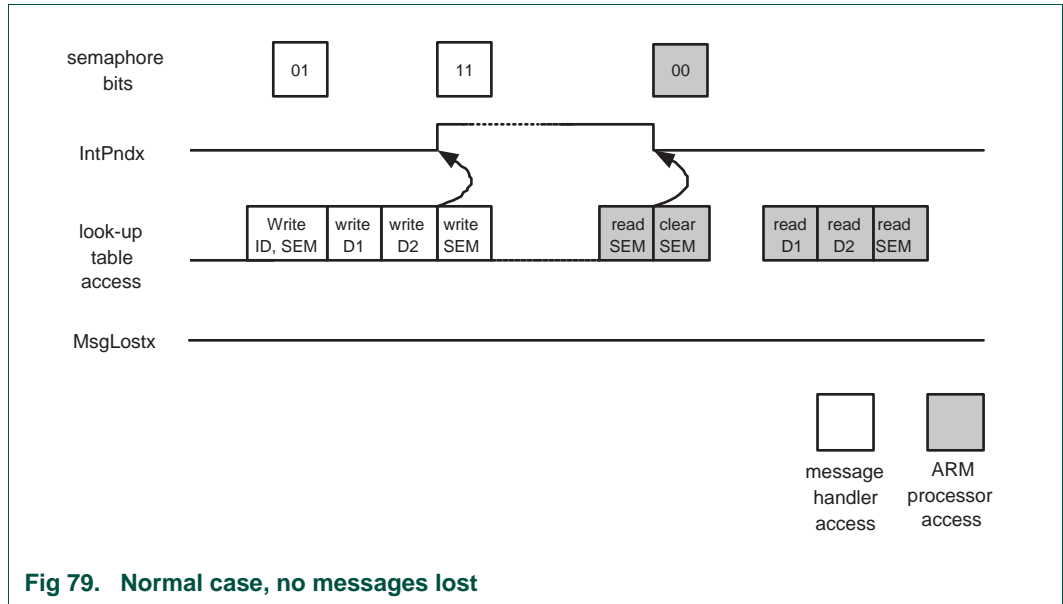 semaphore
bits
01
11
00
IntPndx
look-up
table
access
Write
ID, SEM
write
D1
write
D2
write
SEM
read
SEM
clear
SEM
read
D1
read
D2
read
SEM
MsgLostx
message
handler
access
ARM
processor
access
Fig 79. Normal case, no messages lost